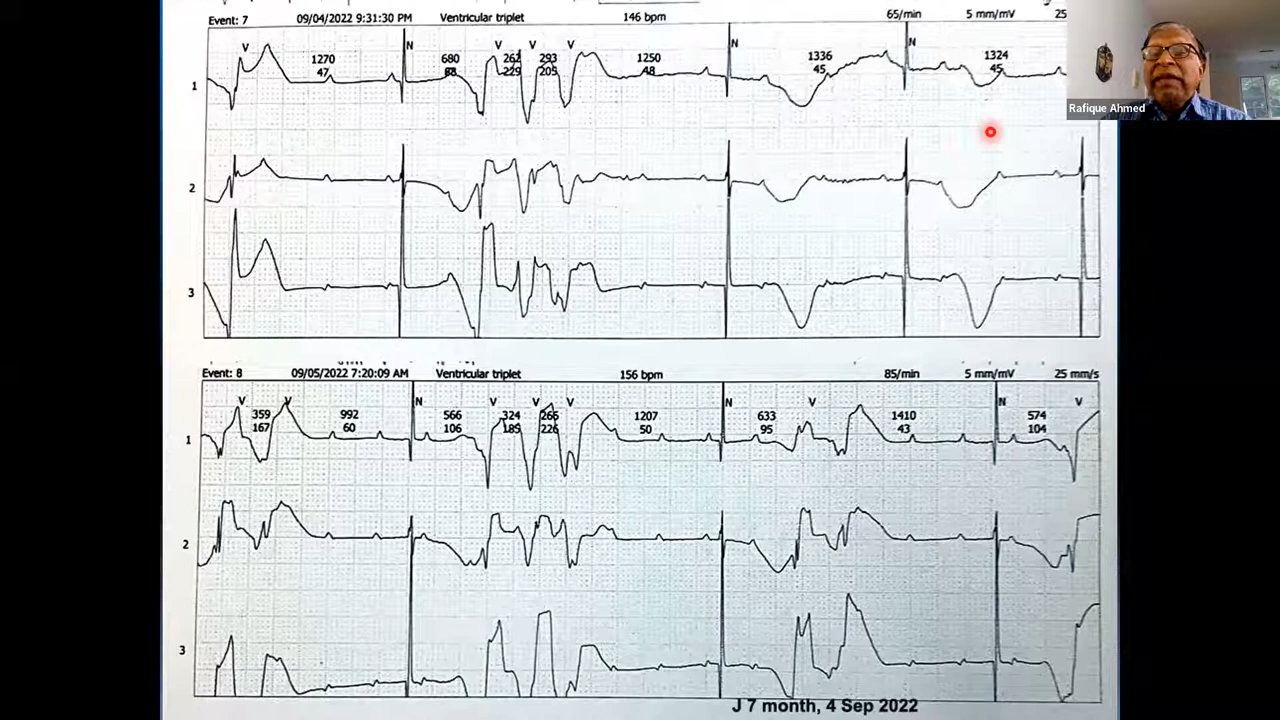 Event: 7 09/04/2022 9:31:30 PM Ventricular triplet 146 bpm 65/min 5 mm/mV 25
V N V V V N N
1270 680 262 293 1250 1336 1324
47 88 229 205 48 45 45
1
2
3
Rafique Ahmed
Event: 8 09/05/2022 7:20:09 AM Ventricular triplet 156 bpm 85/min 5 mm/mV 25 mm/s
V V N V V V N V N V
359 992 566 324 265 1207 633 1410 574
167 60 106 185 226 50 95 43 104
1
2
3
J 7 month, 4 Sep 2022